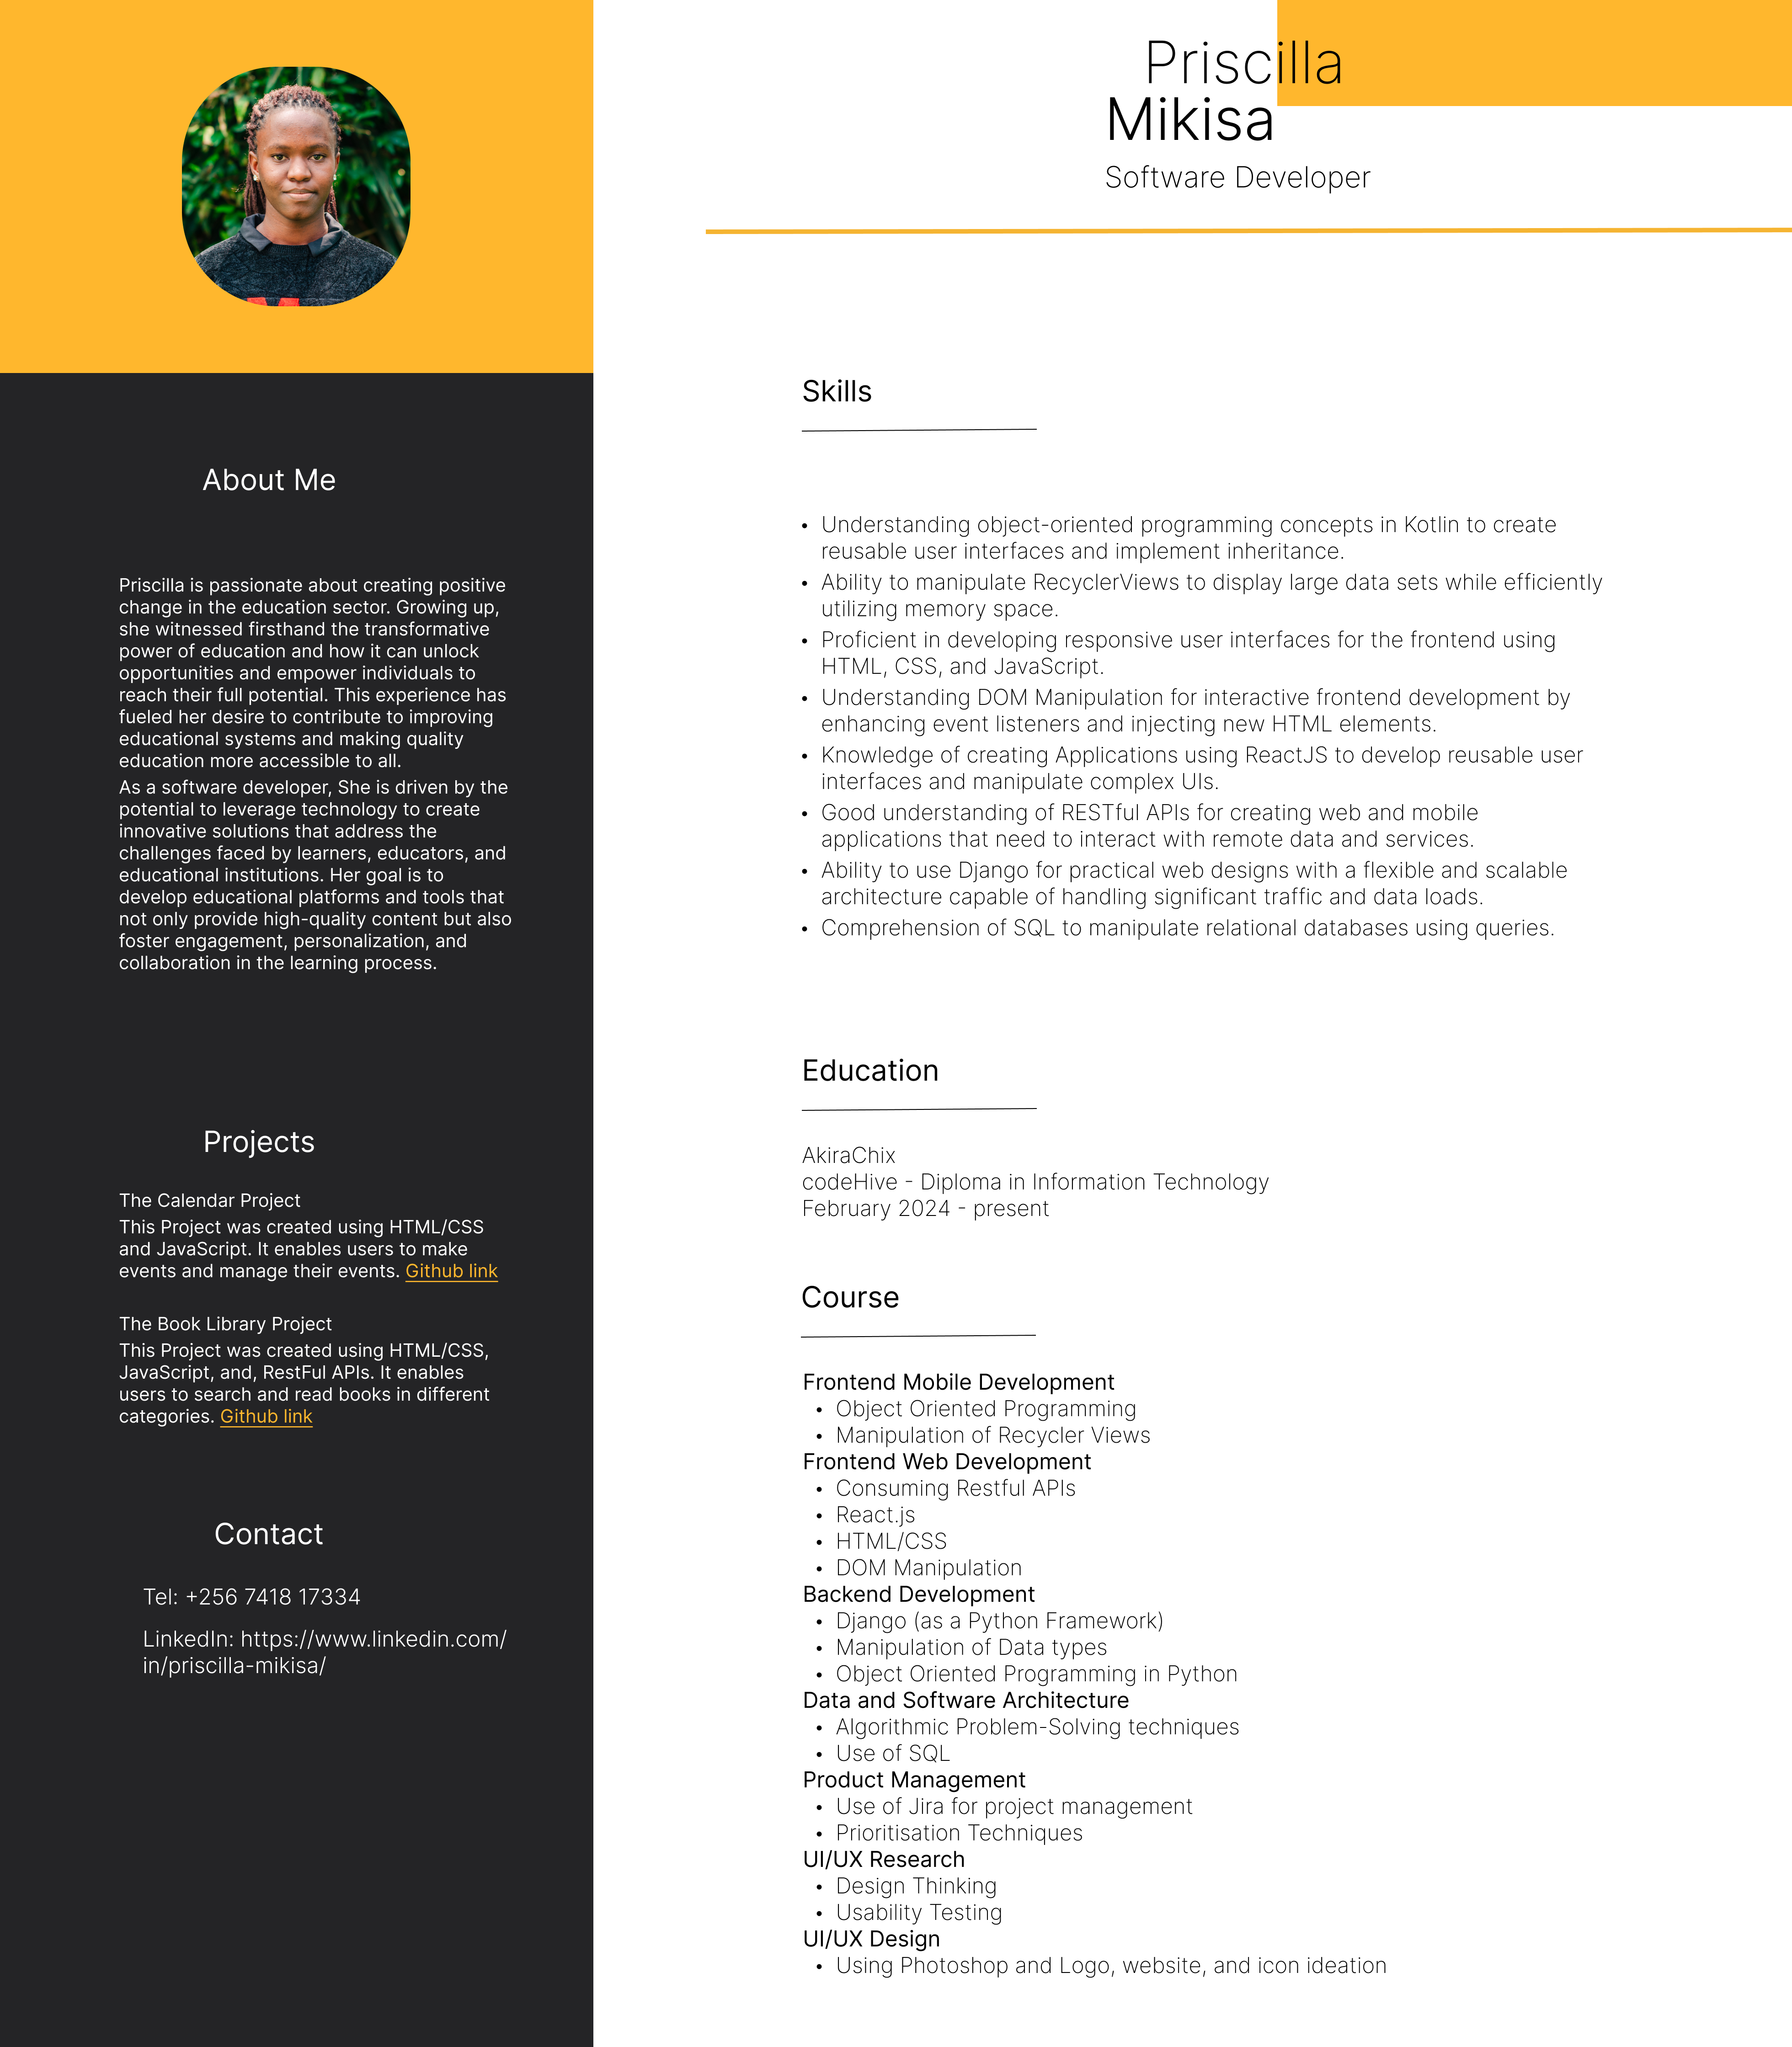 Priscilla
Mikisa
Software Developer
About Me
Priscilla is passionate about creating positive
change in the education sector. Growing up,
she witnessed firsthand the transformative
power of education and how it can unlock
opportunities and empower individuals to
reach their full potential. This experience has
fueled her desire to contribute to improving
educational systems and making quality
education more accessible to all.
As a software developer, She is driven by the
potential to leverage technology to create
innovative solutions that address the
challenges faced by learners, educators, and
educational institutions. Her goal is to
develop educational platforms and tools that
not only provide high-quality content but also
foster engagement, personalization, and
collaboration in the learning process.
Projects
The Calendar Project
This Project was created using HTML/CSS
and JavaScript. It enables users to make
events and manage their events. Github link
The Book Library Project
This Project was created using HTML/CSS,
JavaScript, and, RestFul APIs. It enables
users to search and read books in different
categories. Github link
Contact
Tel: +256 7418 17334
LinkedIn: https://www.linkedin.com/
in/priscilla-mikisa/
Skills
• Understanding object-oriented programming concepts in Kotlin to create
reusable user interfaces and implement inheritance.
• Ability to manipulate RecyclerViews to display large data sets while efficiently
utilizing memory space.
• Proficient in developing responsive user interfaces for the frontend using
HTML, CSS, and JavaScript.
• Understanding DOM Manipulation for interactive frontend development by
enhancing event listeners and injecting new HTML elements.
• Knowledge of creating Applications using ReactJS to develop reusable user
interfaces and manipulate complex UIs.
• Good understanding of RESTful APIs for creating web and mobile
applications that need to interact with remote data and services.
• Ability to use Django for practical web designs with a flexible and scalable
architecture capable of handling significant traffic and data loads.
• Comprehension of SQL to manipulate relational databases using queries.
Education
AkiraChix
codeHive - Diploma in Information Technology
February 2024 - present
Course
Frontend Mobile Development
• Object Oriented Programming
• Manipulation of Recycler Views
Frontend Web Development
• Consuming Restful APIs
• React.js
• HTML/CSS
• DOM Manipulation
Backend Development
• Django (as a Python Framework)
• Manipulation of Data types
• Object Oriented Programming in Python
Data and Software Architecture
• Algorithmic Problem-Solving techniques
• Use of SQL
Product Management
• Use of Jira for project management
• Prioritisation Techniques
UI/UX Research
• Design Thinking
• Usability Testing
UI/UX Design
• Using Photoshop and Logo, website, and icon ideation